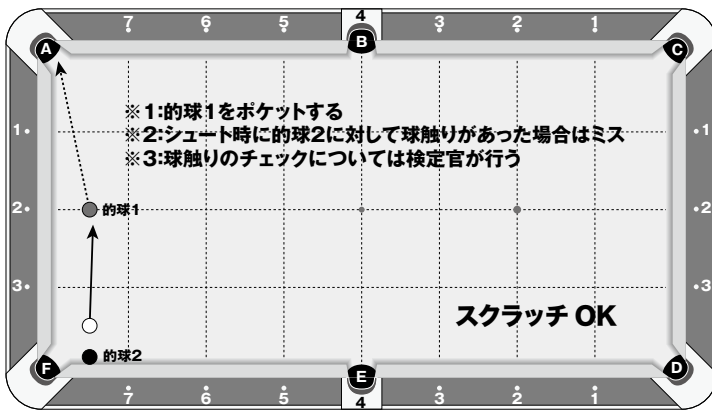 7 6 5 4 3 2 1
A B C
※1:的球1をポケットする
1 1
※2:シュート時に的球2に対して球触りがあった場合はミス
※3:球触りのチェックについては検定官が行う
2 的球1 2
3 3
スクラッチ OK
的球2
F E D
7 6 5 4 3 2 1